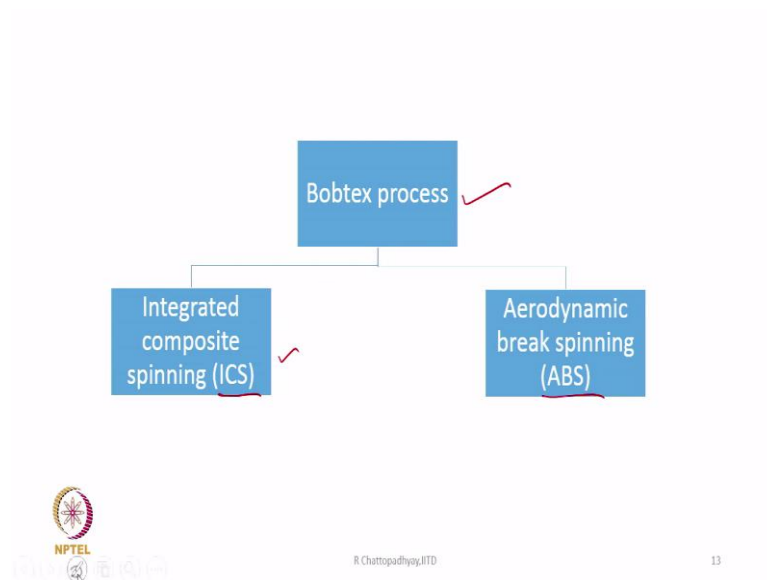 Bobtex process
Integrated
composite
spinning (ICS)
Aerodynamic
break spinning
(ABS)
NPTEL
R Chattopadhyay,IITD
13